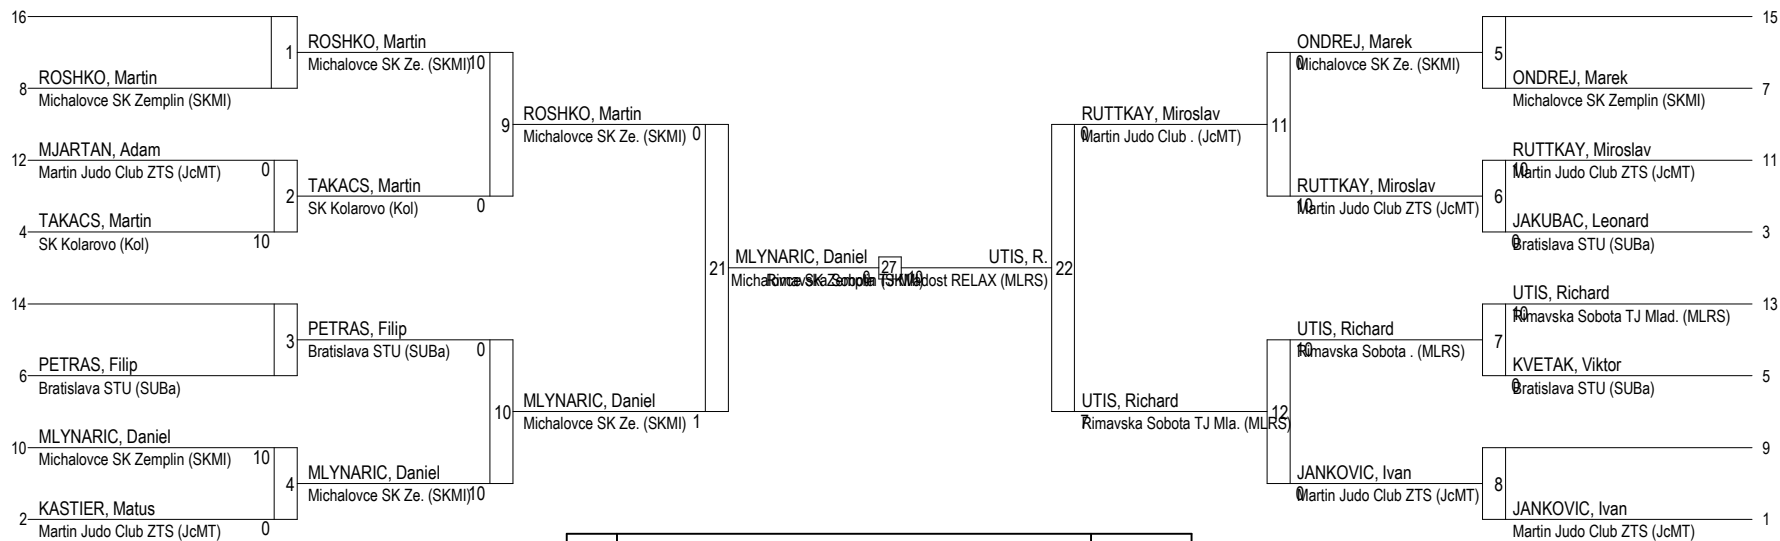 16
1
ROSHKO, Martin
Michalovce SK Ze. (SKMI)
10
ROSHKO, Martin
8
Michalovce SK Zemplin (SKMI)
9
ROSHKO, Martin
Michalovce SK Ze. (SKMI)
0
MJARTAN, Adam
12
Martin Judo Club ZTS (JcMT)
0
2
TAKACS, Martin
SK Kolarovo (Kol)
0
TAKACS, Martin
4
SK Kolarovo (Kol)
10
21
MLYNARIC, Daniel
0
27
10
UTIS, R.
22
14
3
PETRAS, Filip
Bratislava STU (SUBa)
0
PETRAS, Filip
6
Bratislava STU (SUBa)
10
MLYNARIC, Daniel
Michalovce SK Ze. (SKMI)
1
MLYNARIC, Daniel
10
Michalovce SK Zemplin (SKMI)
10
4
MLYNARIC, Daniel
Michalovce SK Ze. (SKMI)
10
KASTIER, Matus
2
Martin Judo Club ZTS (JcMT)
0
ONDREJ, Marek
0
Michalovce SK Ze. (SKMI)
5
15
ONDREJ, Marek
7
Michalovce SK Zemplin (SKMI)
RUTTKAY, Miroslav
0
Martin Judo Club . (JcMT)
11
RUTTKAY, Miroslav
11
10
Martin Judo Club ZTS (JcMT)
RUTTKAY, Miroslav
10
Martin Judo Club ZTS (JcMT)
6
JAKUBAC, Leonard
3
0
Bratislava STU (SUBa)
UTIS, Richard
13
10
Rimavska Sobota TJ Mlad. (MLRS)
UTIS, Richard
10
Rimavska Sobota . (MLRS)
7
KVETAK, Viktor
5
0
Bratislava STU (SUBa)
UTIS, Richard
7
Rimavska Sobota TJ Mla. (MLRS)
12
9
JANKOVIC, Ivan
0
Martin Judo Club ZTS (JcMT)
8
JANKOVIC, Ivan
1
Martin Judo Club ZTS (JcMT)